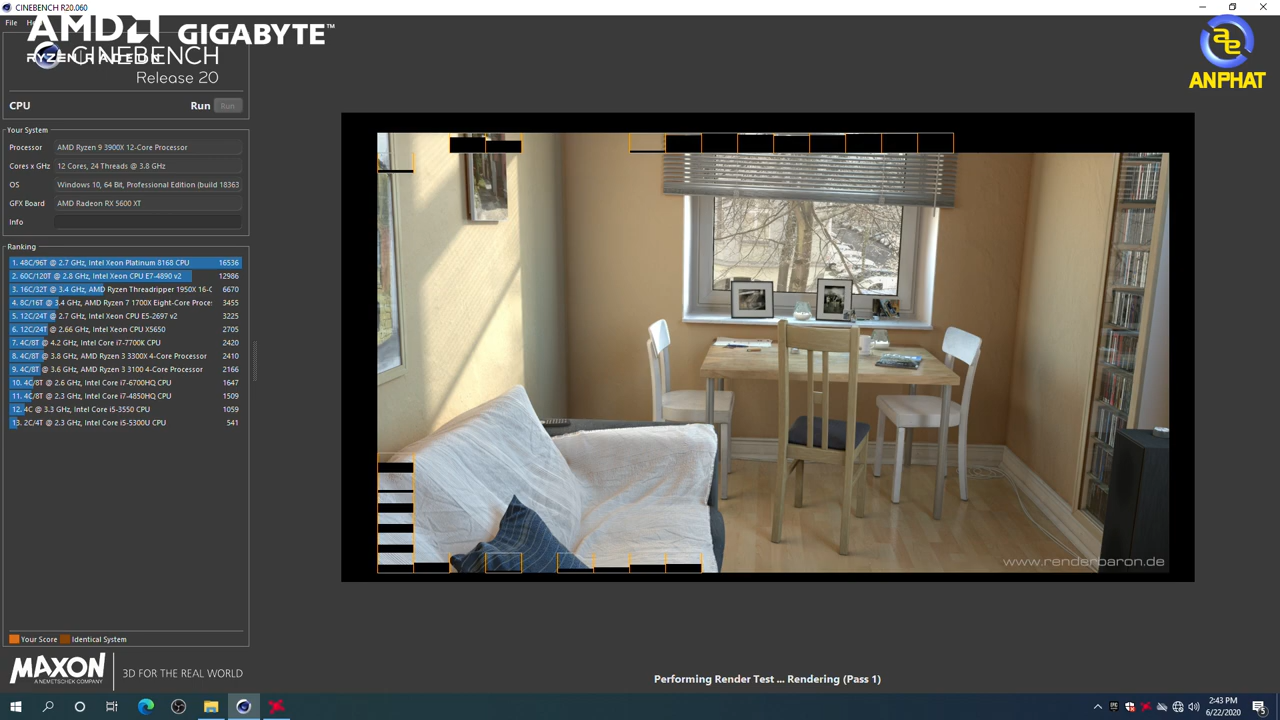 CINEBENCH R20.060
File
AMD GIGABYTE™
RYZEN RADEON
CINEBENCH
Release 20
ae
ANPHAT
CPU Run Run
Your System
Processor AMD Ryzen 9 3900X 12-Core Processor
Cores x GHz 12 Cores, 24 Threads @ 3.8 GHz
OS Windows 10, 64 Bit, Professional Edition (build 18363
GFX Board AMD Radeon RX 5600 XT
Info
Ranking
1. 48C/96T @ 2.7 GHz, Intel Xeon Platinum 8168 CPU 16536
2. 60C/120T @ 2.8 GHz, Intel Xeon CPU E7-4890 v2 12986
3. 16C/32T @ 3.4 GHz, AMD Ryzen Threadripper 1950X 16-C 6670
4. 8C/16T @ 3.4 GHz, AMD Ryzen 7 1700X Eight-Core Proce: 3455
5. 12C/24T @ 2.7 GHz, Intel Xeon CPU E5-2697 v2 3225
6. 12C/24T @ 2.66 GHz, Intel Xeon CPU X5650 2705
7. 4C/8T @ 4.2 GHz, Intel Core i7-7700K CPU 2420
8. 4C/8T @ 3.8 GHz, AMD Ryzen 3 3300X 4-Core Processor 2410
9. 4C/8T @ 3.6 GHz, AMD Ryzen 3 3100 4-Core Processor 2166
10. 4C/8T @ 2.6 GHz, Intel Core i7-6700HQ CPU 1647
11. 4C/8T @ 2.3 GHz, Intel Core i7-4850HQ CPU 1509
12. 4C @ 3.3 GHz, Intel Core i5-3550 CPU 1059
13. 2C/4T @ 2.3 GHz, Intel Core i5-5300U CPU 541
www.renderbaron.de
Your Score Identical System
MAXON
A NEMETSCHEK COMPANY
3D FOR THE REAL WORLD
Performing Render Test ... Rendering (Pass 1)
2:43 PM
6/22/2020
5